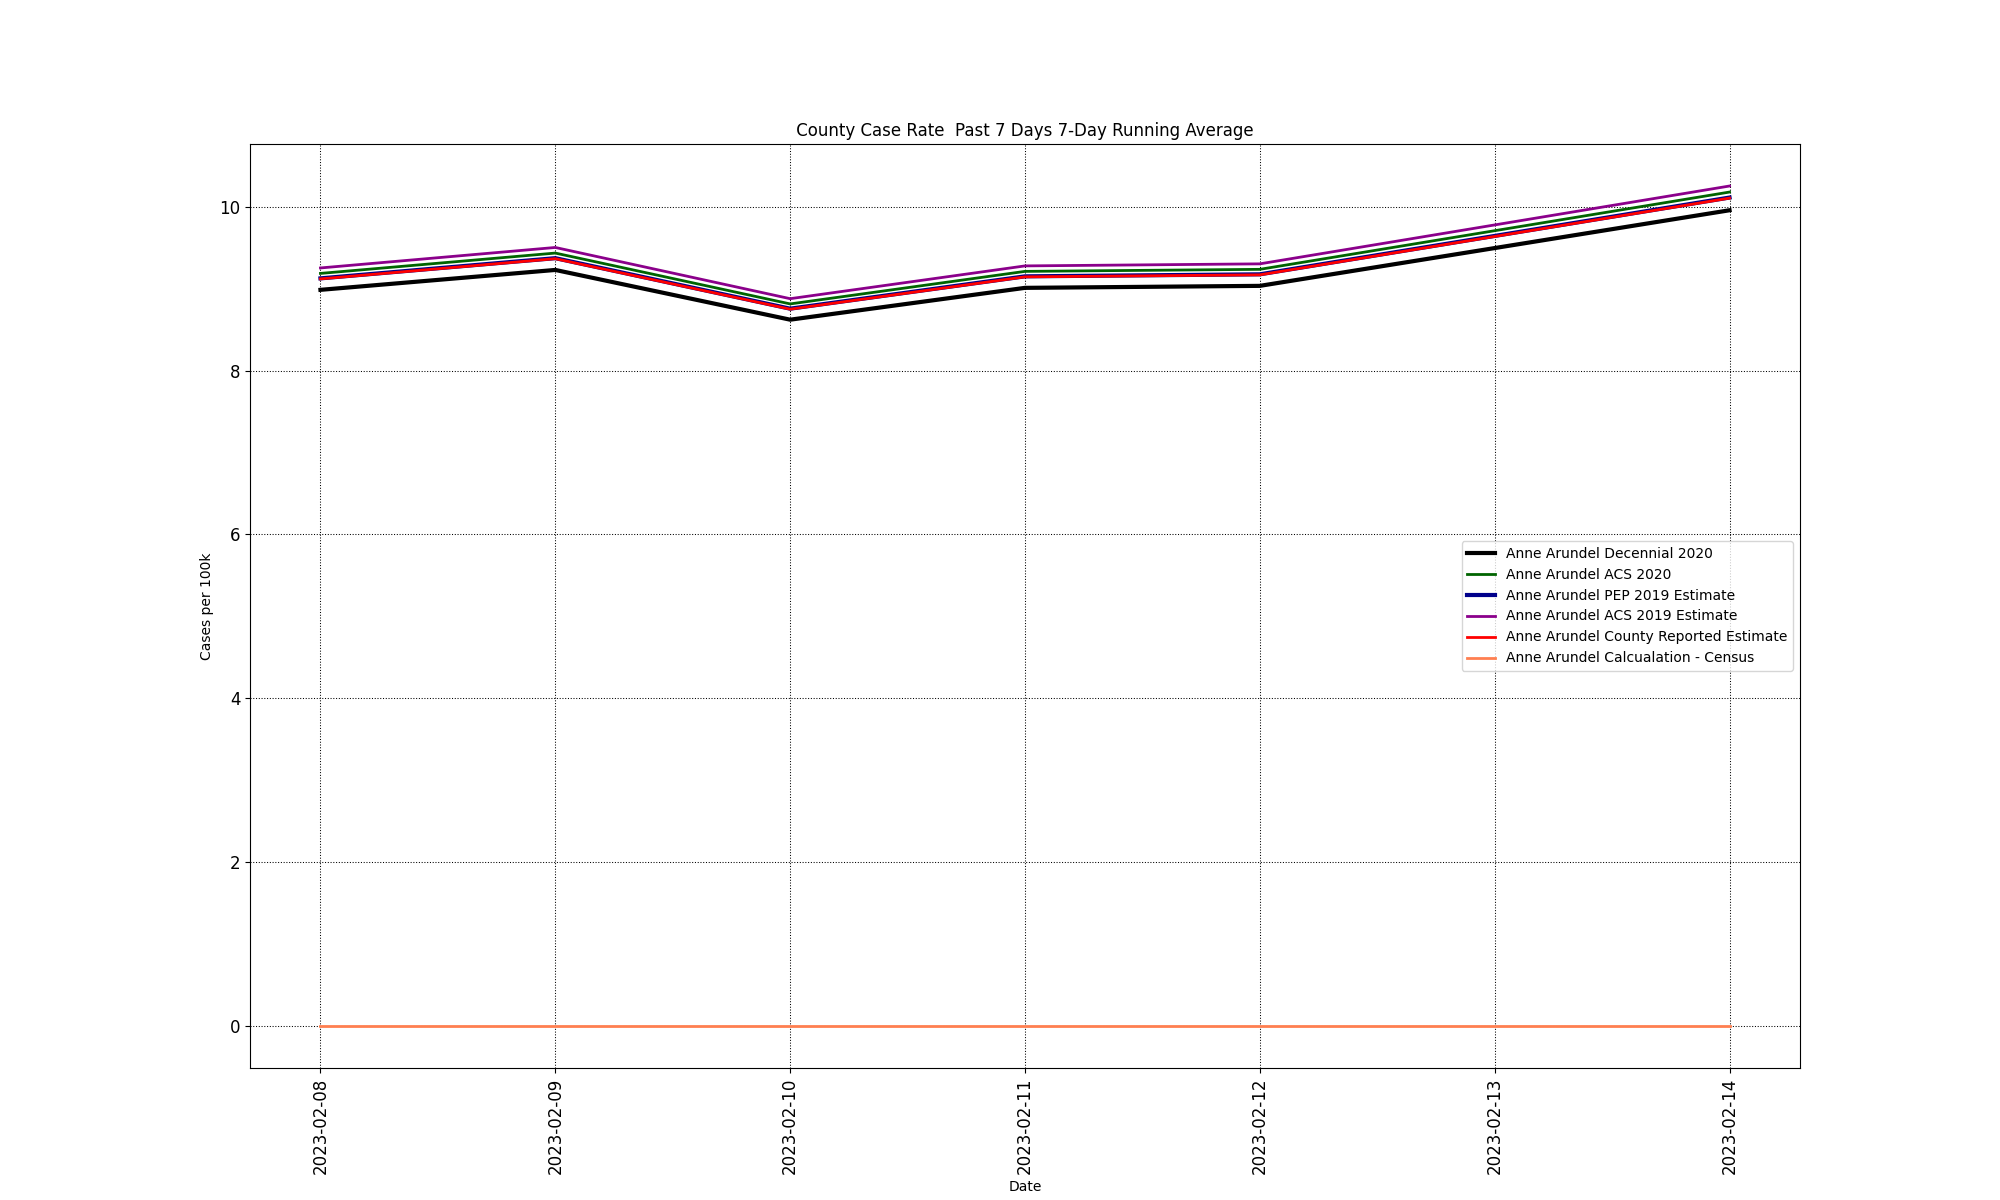 County Case Rate  Past 7 Days 7-Day Running Average
10
8
6
4
2
0
Cases per 100k
Anne Arundel Decennial 2020
Anne Arundel ACS 2020
Anne Arundel PEP 2019 Estimate
Anne Arundel ACS 2019 Estimate
Anne Arundel County Reported Estimate
Anne Arundel Calcualation - Census
2023-02-08
2023-02-09
2023-02-10
2023-02-11
2023-02-12
2023-02-13
2023-02-14
Date